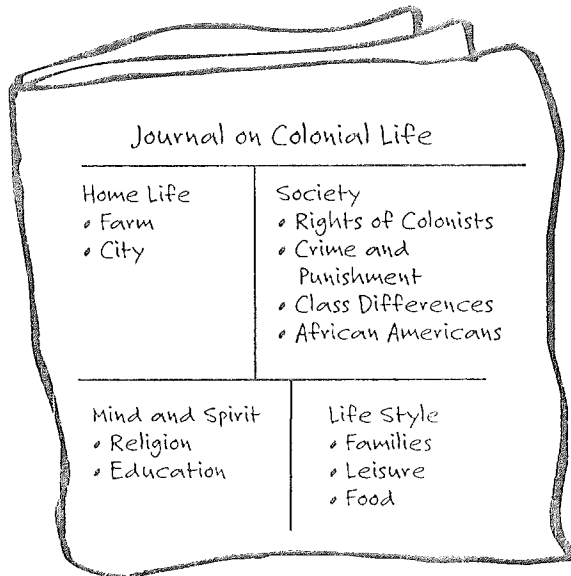 Journal on Colonial Life
Home Life
• Farm
• City
Society
• Rights of Colonists
• Crime and
Punishment
• Class Differences
• African Americans
Mind and Spirit
• Religion
• Education
Life Style
• Families
• Leisure
• Food